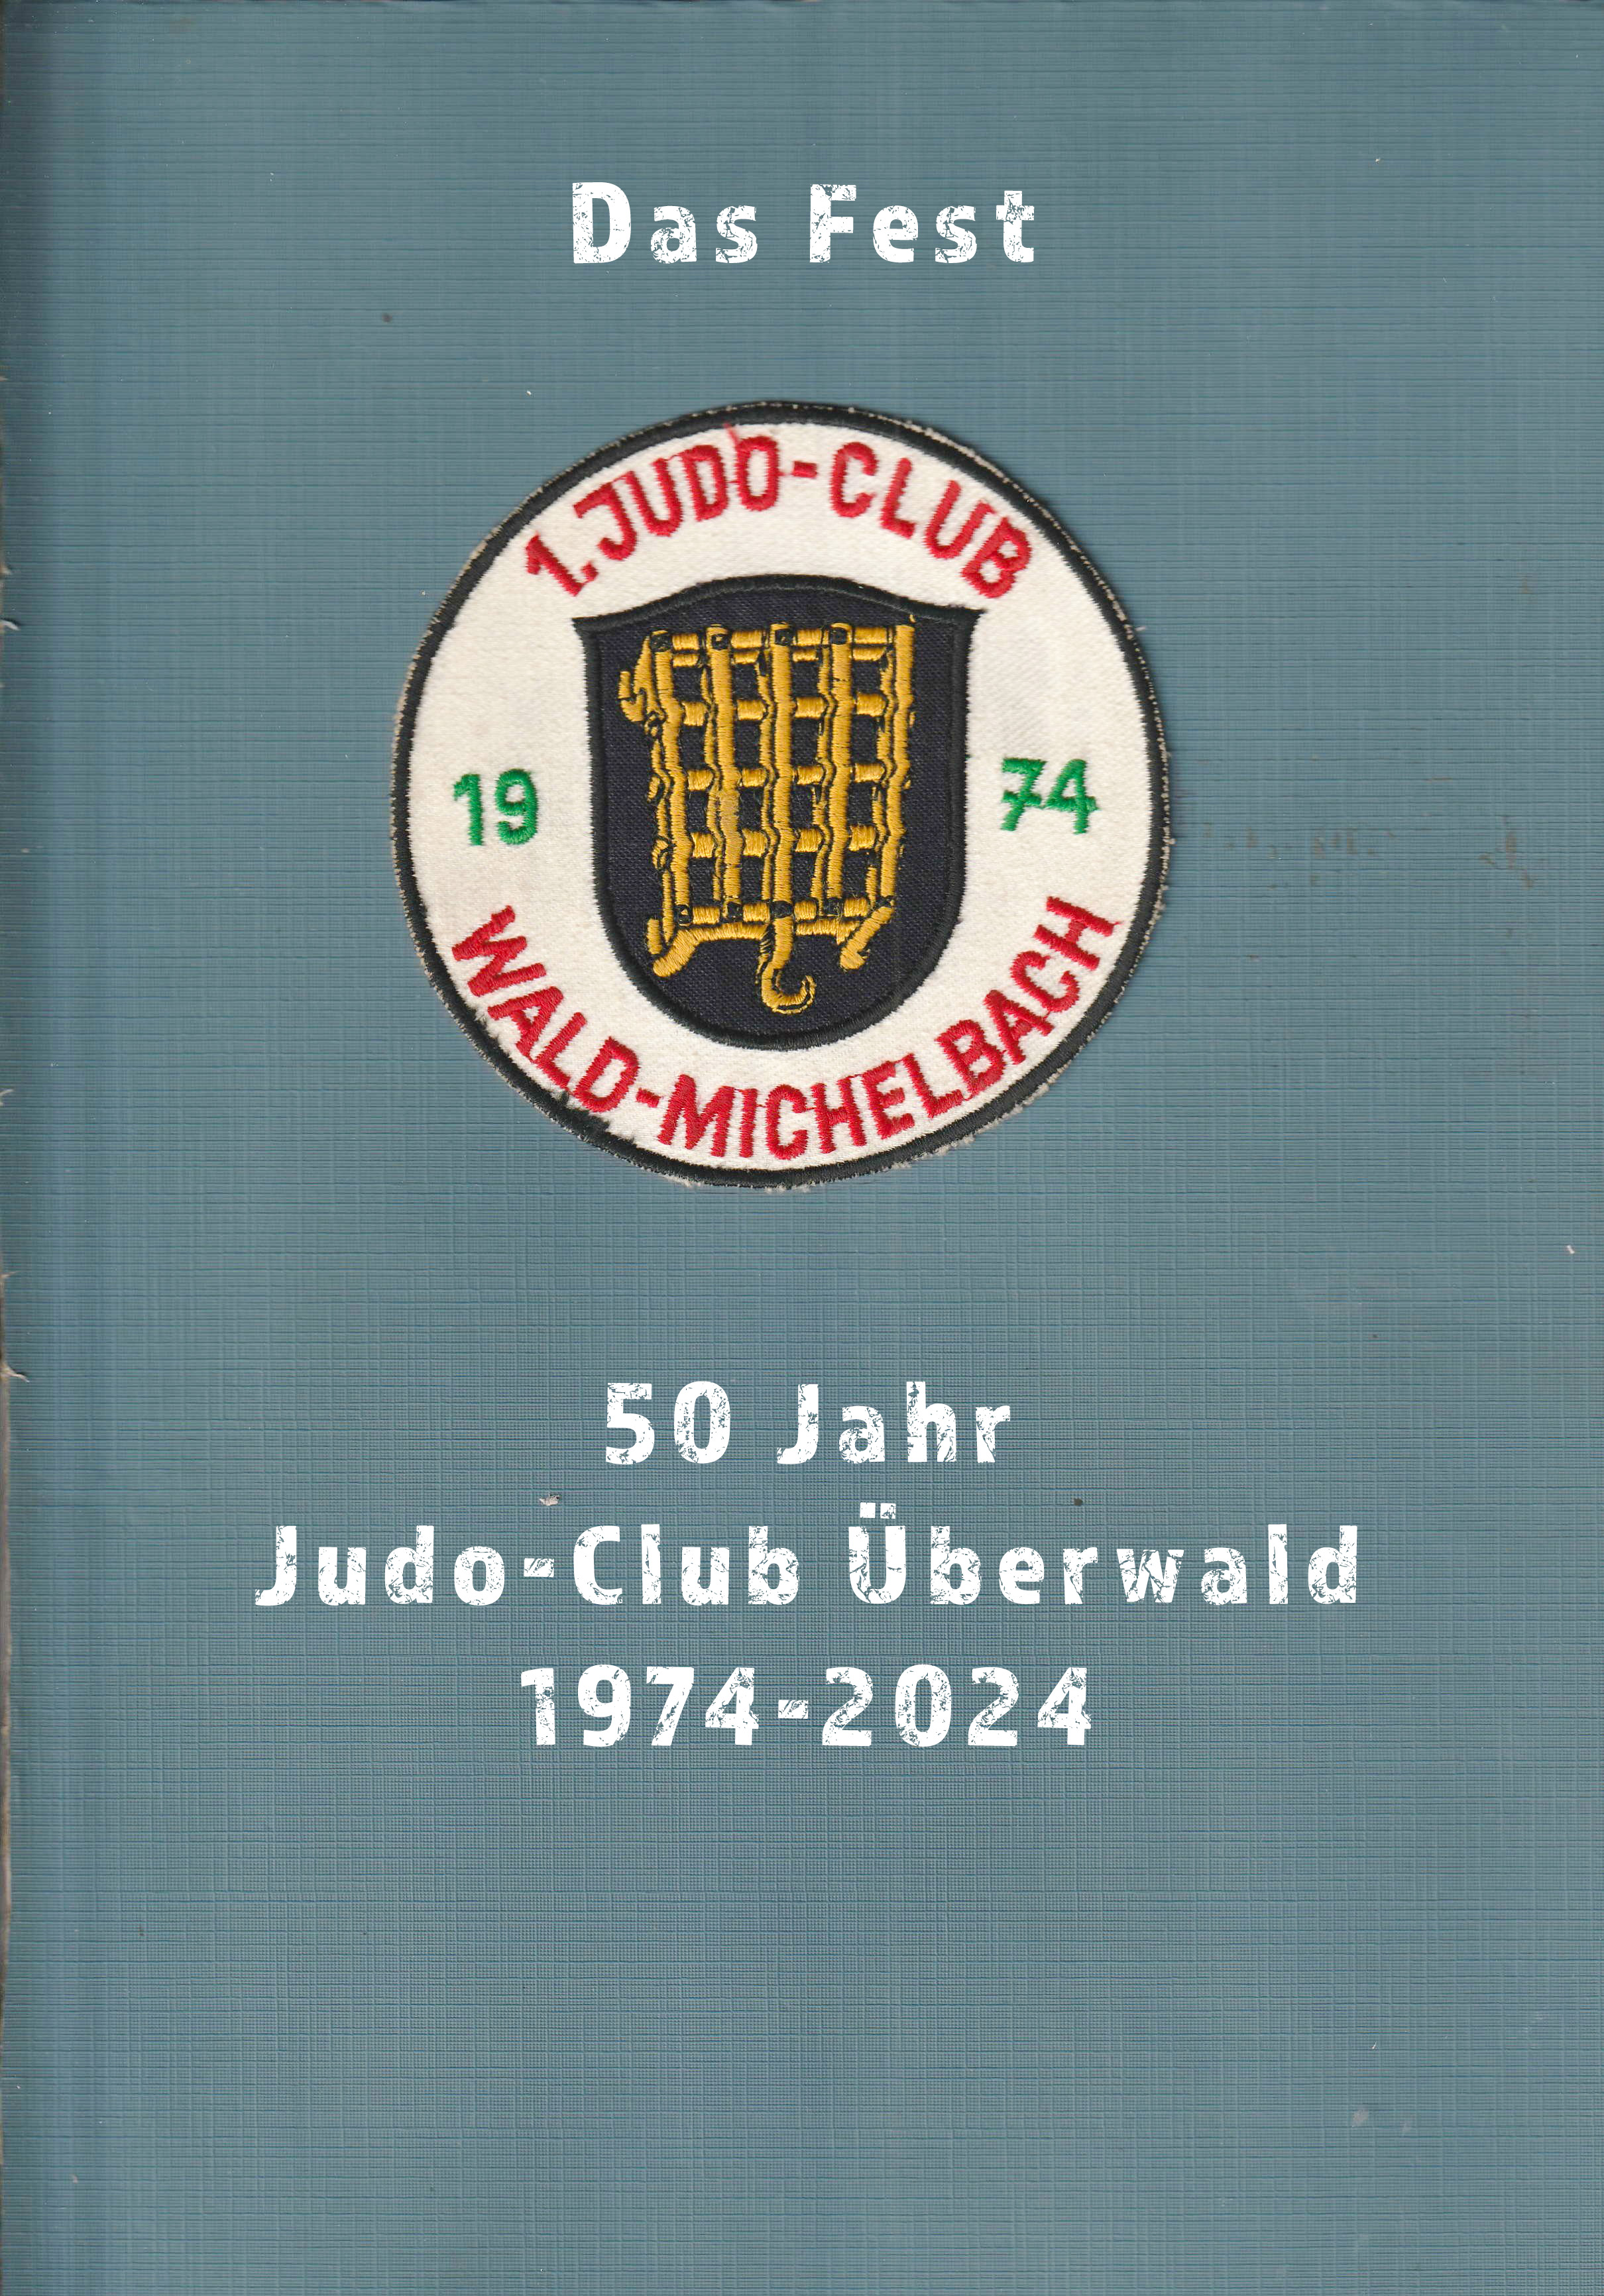 Das Fest
1. JUDO-CLUB
19 74
WALD-MICHELBACH
50 Jahr
Judo-Club Überwald
1974-2024